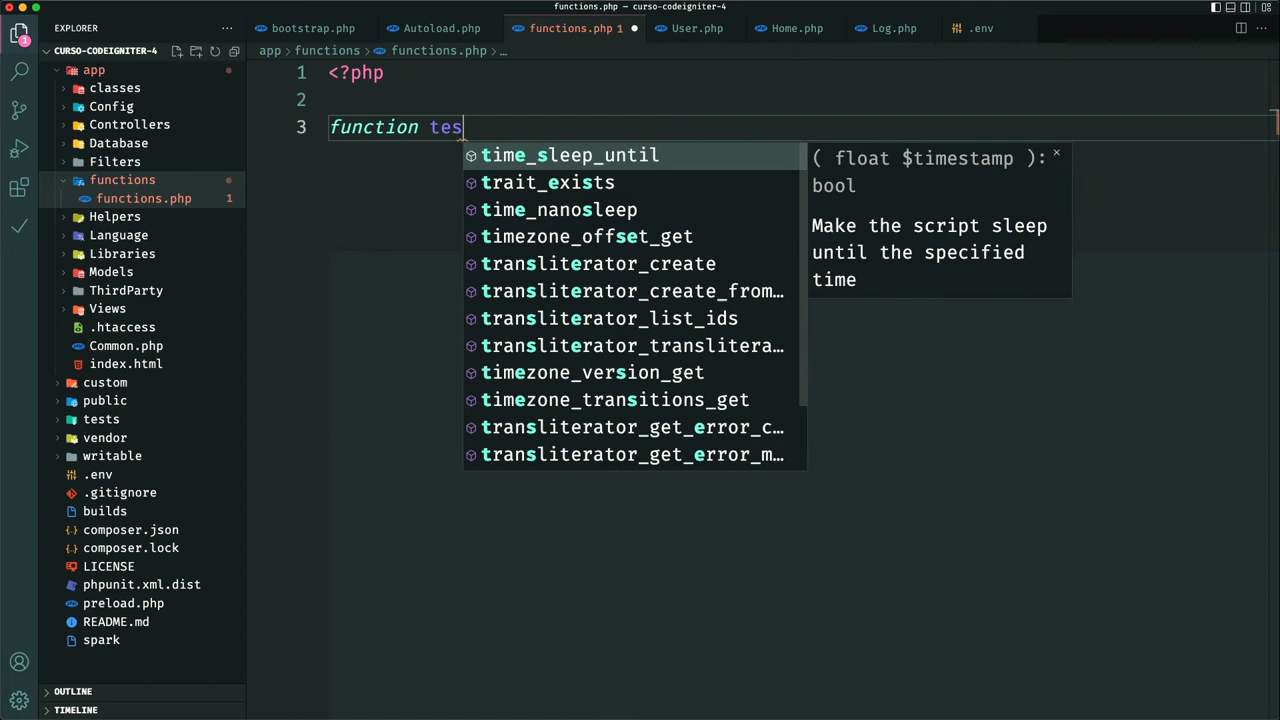 functions.php — curso-codeigniter-4
EXPLORER
bootstrap.php
Autoload.php
functions.php 1
User.php
Home.php
Log.php
.env
CURSO-CODEIGNITER-4
app
classes
Config
Controllers
Database
Filters
functions
functions.php 1
Helpers
Language
Libraries
Models
ThirdParty
Views
.htaccess
Common.php
index.html
custom
public
tests
vendor
writable
.env
.gitignore
builds
composer.json
composer.lock
LICENSE
phpunit.xml.dist
preload.php
README.md
spark
OUTLINE
TIMELINE
1
app > functions > functions.php > ...
1 <?php
2
3 function tes
time_sleep_until
trait_exists
time_nanosleep
timezone_offset_get
transliterator_create
transliterator_create_from…
transliterator_list_ids
transliterator_translitera…
timezone_version_get
timezone_transitions_get
transliterator_get_error_c…
transliterator_get_error_m…
( float $timestamp ):
bool
Make the script sleep
until the specified
time